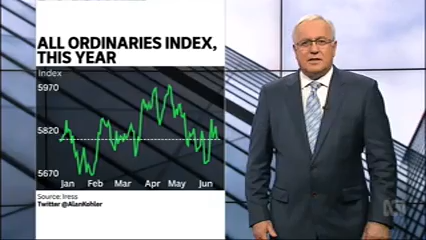 ALL ORDINARIES INDEX,
THIS YEAR
Index
5970
5820
5670
Jan Feb Mar Apr May Jun
Source: Iress
Twitter @AlanKohler